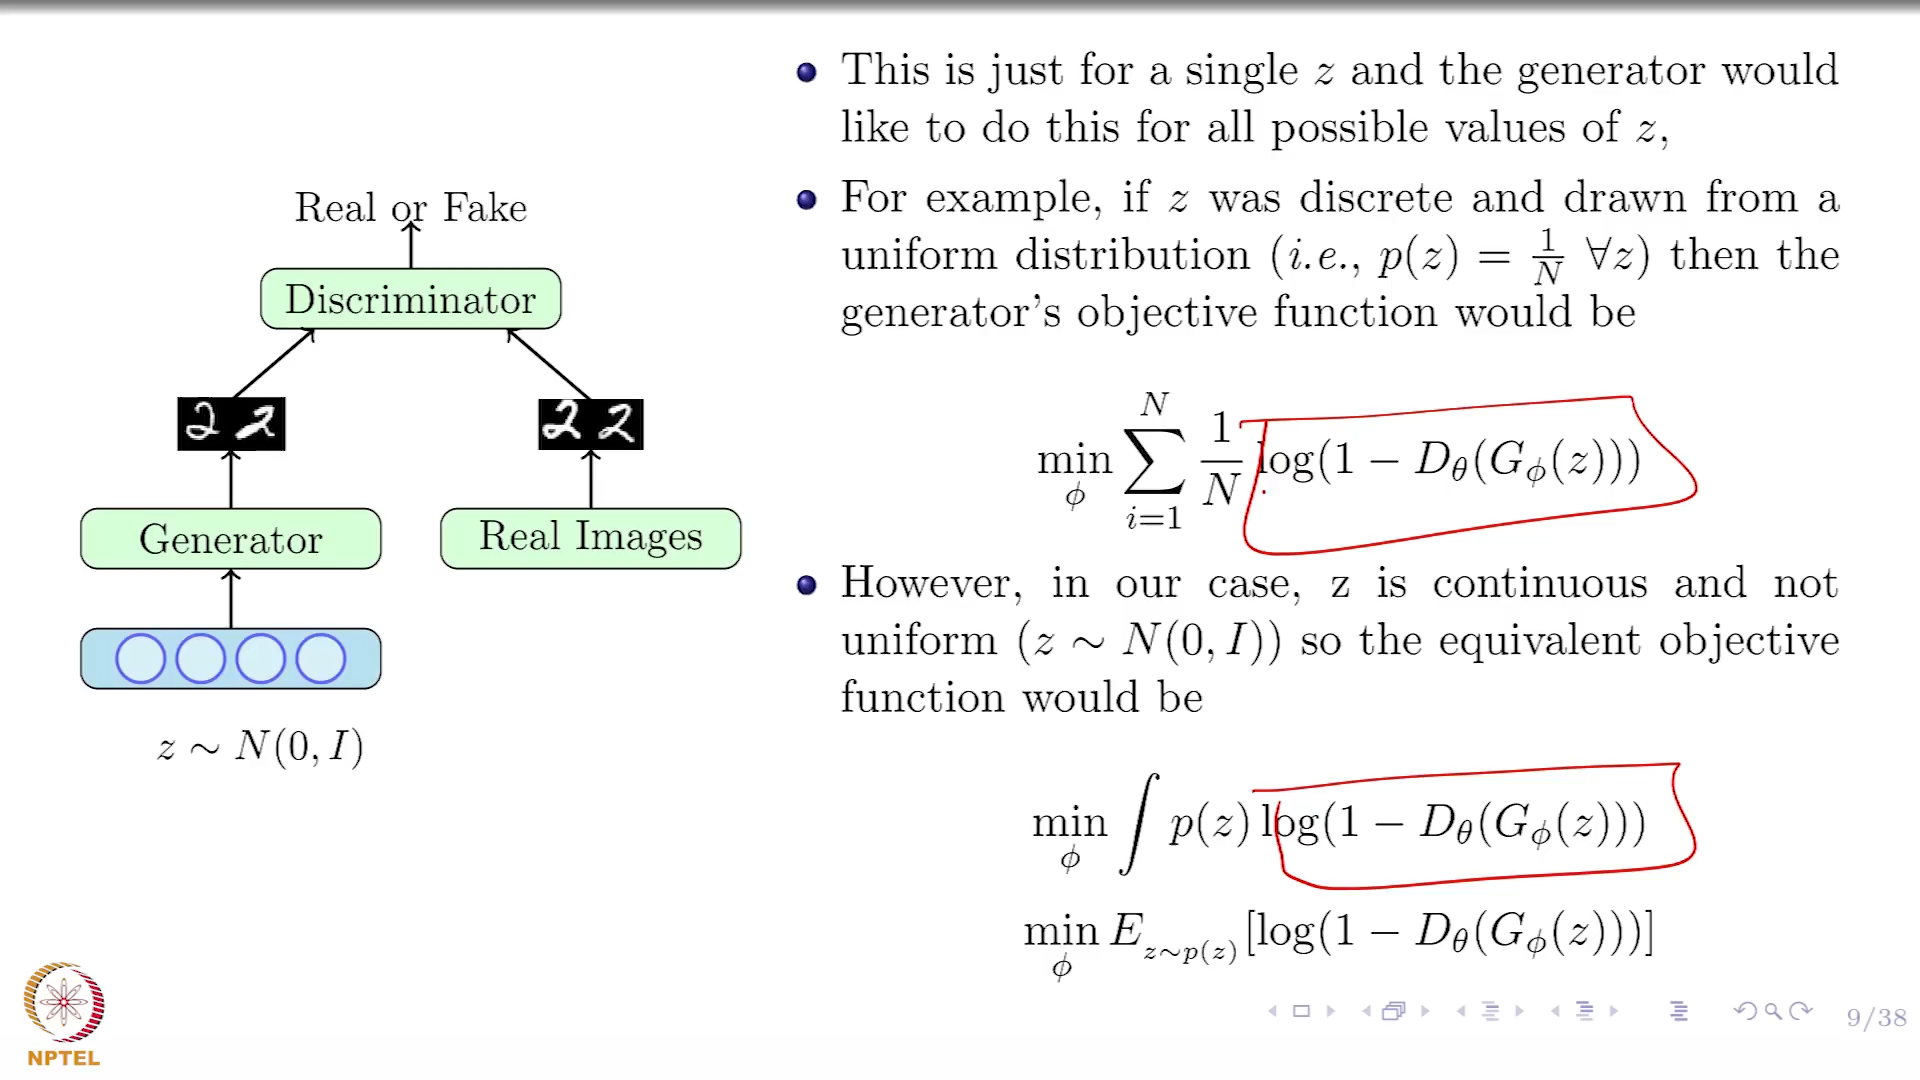 This is just for a single z and the generator would
like to do this for all possible values of z,
For example, if z was discrete and drawn from a
uniform distribution (i.e., p(z) = 1/N ∀z) then the
generator's objective function would be
min_ϕ ∑_{i=1}^{N} 1/N log(1 − D_θ(G_ϕ(z)))
However, in our case, z is continuous and not
uniform (z ∼ N(0, I)) so the equivalent objective
function would be
min_ϕ ∫ p(z) log(1 − D_θ(G_ϕ(z)))
min_ϕ E_{z∼p(z)} [log(1 − D_θ(G_ϕ(z)))]
Real or Fake
Discriminator
2 2
2 2
Generator
Real Images
z ∼ N(0, I)
NPTEL
9/38